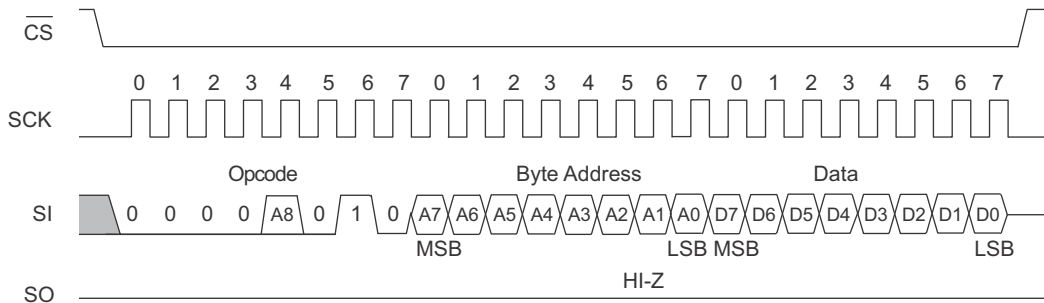 CS
0 1 2 3 4 5 6 7 0 1 2 3 4 5 6 7 0 1 2 3 4 5 6 7
SCK
Opcode Byte Address Data
SI 0 0 0 0 A8 0 1 0 A7 A6 A5 A4 A3 A2 A1 A0 D7 D6 D5 D4 D3 D2 D1 D0
MSB LSB MSB LSB
HI-Z
SO